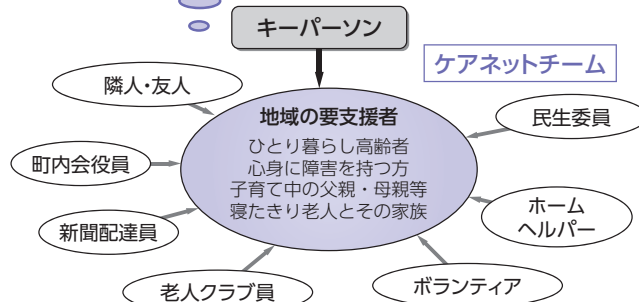 キーパーソン
ケアネットチーム
隣人・友人
地域の要支援者
ひとり暮らし高齢者
心身に障害を持つ方
子育て中の父親・母親等
寝たきり老人とその家族
民生委員
町内会役員
ホーム
ヘルパー
新聞配達員
老人クラブ員
ボランティア